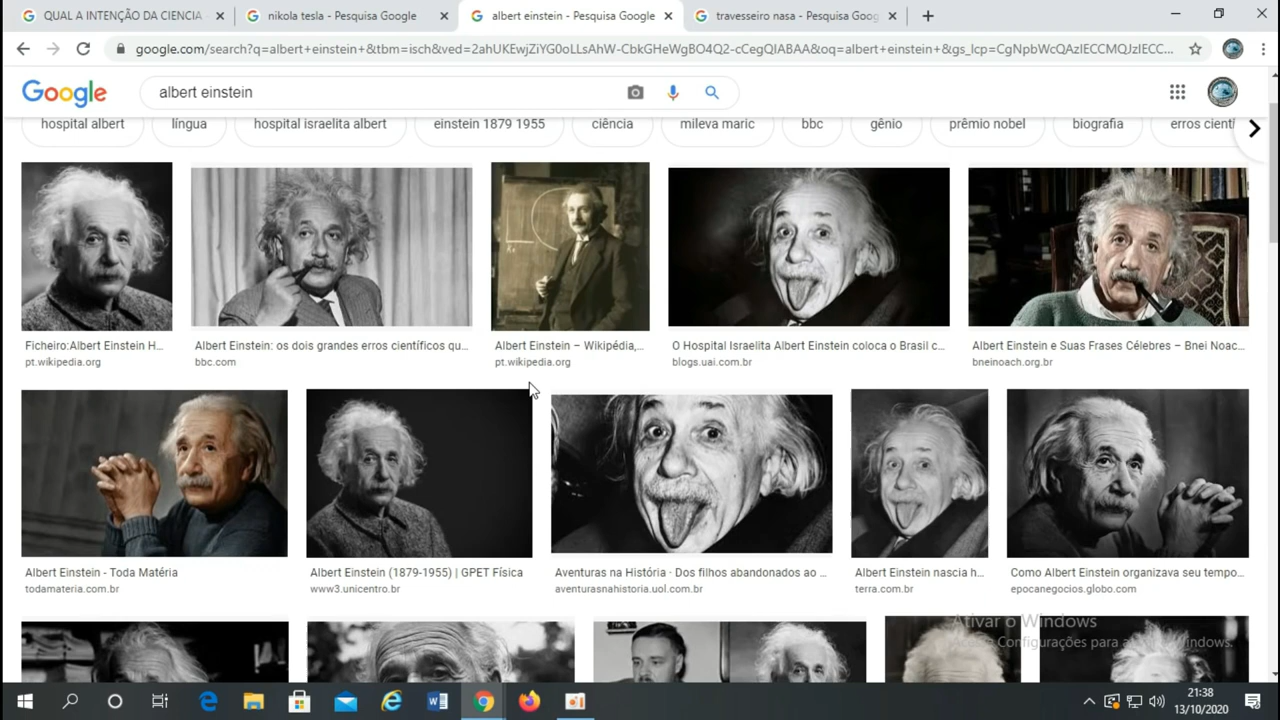 QUAL A INTENÇÃO DA CIENCIA -
nikola tesla - Pesquisa Google
albert einstein - Pesquisa Google
travesseiro nasa - Pesquisa Goog
google.com/search?q=albert+einstein+&tbm=isch&ved=2ahUKEwjZiYG0oLLsAhW-CbkGHeWgBO4Q2-cCegQIABAA&oq=albert+einstein+&gs_lcp=CgNpbWcQAzIECCMQJzIECC...
Google
albert einstein
hospital albert
língua
hospital israelita albert
einstein 1879 1955
ciência
mileva maric
bbc
gênio
prêmio nobel
biografia
erros cientí
Ficheiro:Albert Einstein H...
pt.wikipedia.org
Albert Einstein: os dois grandes erros científicos qu...
bbc.com
Albert Einstein – Wikipédia,...
pt.wikipedia.org
O Hospital Israelita Albert Einstein coloca o Brasil c...
blogs.uai.com.br
Albert Einstein e Suas Frases Célebres – Bnei Noac...
bneinoach.org.br
Albert Einstein - Toda Matéria
todamateria.com.br
Albert Einstein (1879-1955) | GPET Física
www3.unicentro.br
Aventuras na História · Dos filhos abandonados ao ...
aventurasnahistoria.uol.com.br
Albert Einstein nascia h...
terra.com.br
Como Albert Einstein organizava seu tempo...
epocanegocios.globo.com
Ativar o Windows
Configurações para ativar o Windows.
21:38
13/10/2020